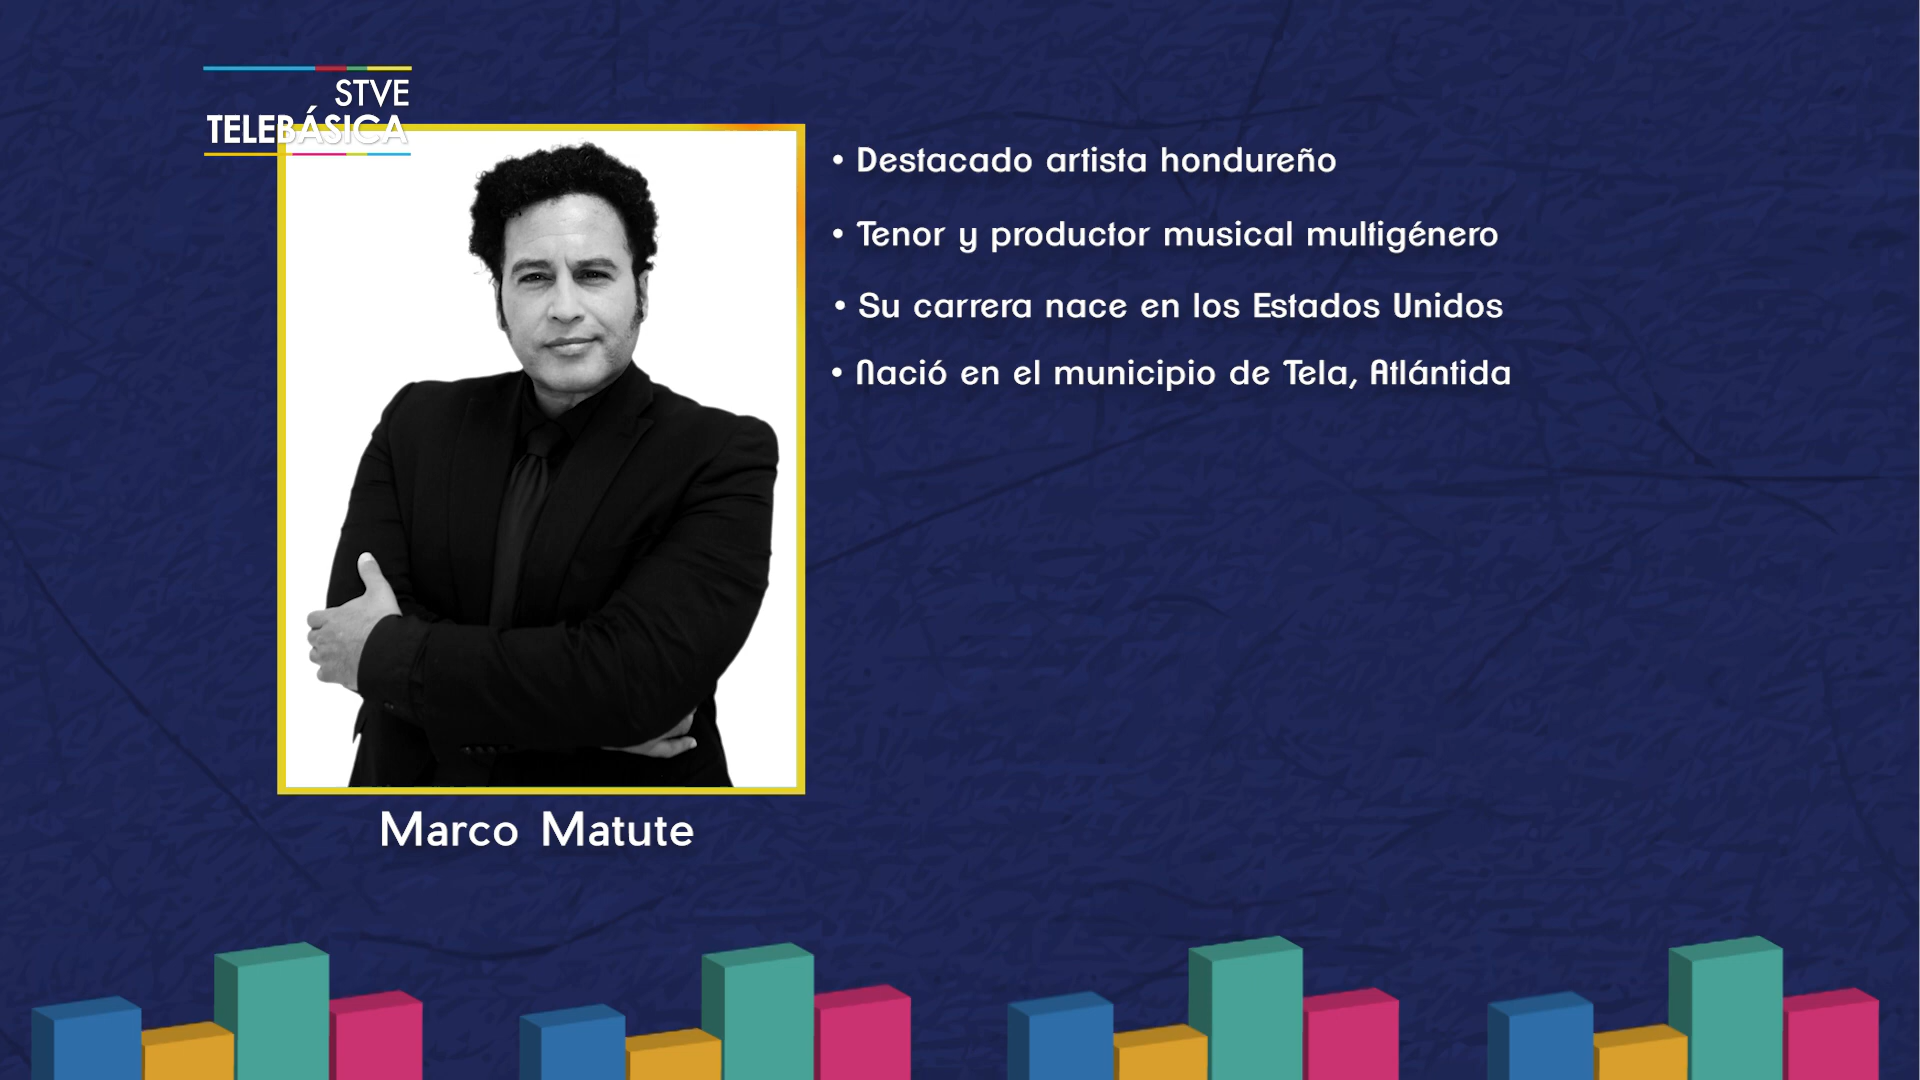 STVE
TELEBÁSICA
• Destacado artista hondureño
• Tenor y productor musical multigénero
• Su carrera nace en los Estados Unidos
• Nació en el municipio de Tela, Atlántida
Marco Matute